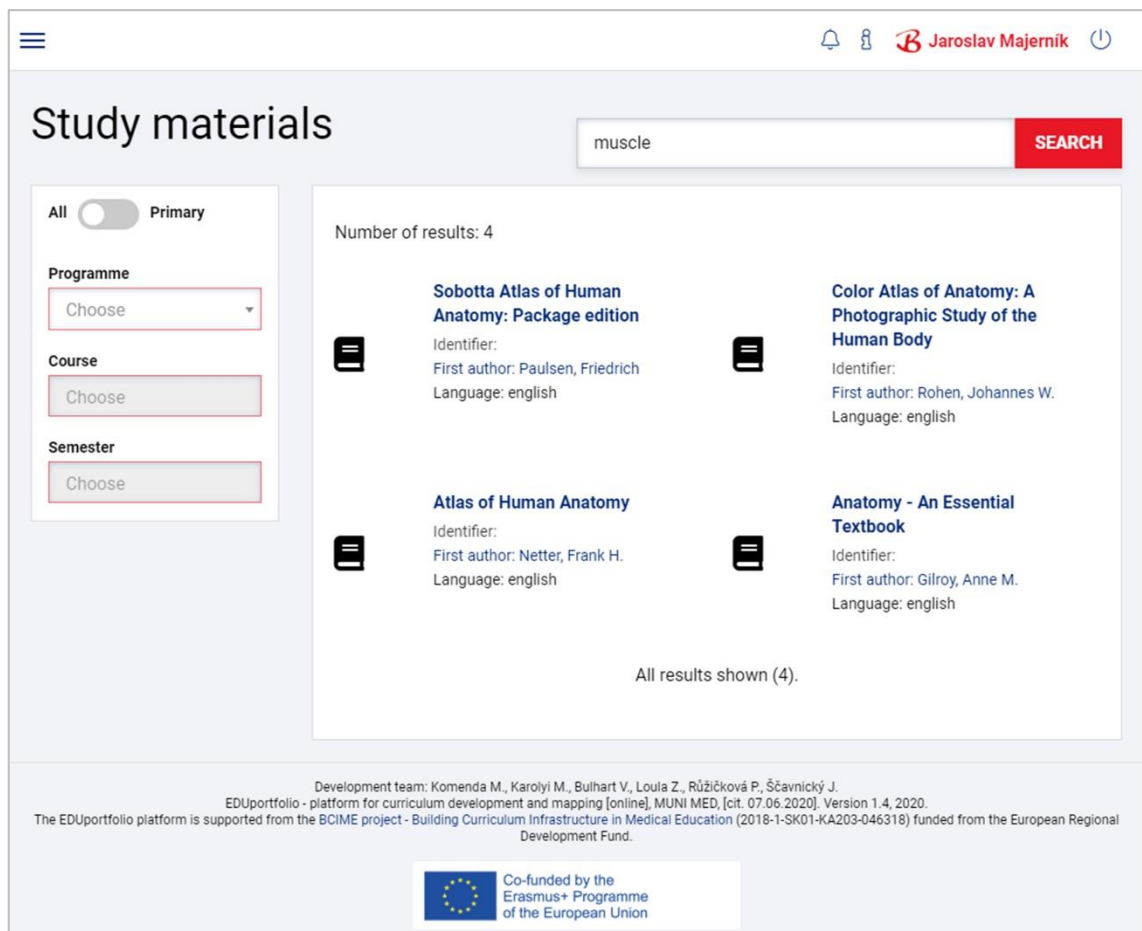 Jaroslav Majerník
Study materials
muscle
SEARCH
All Primary
Programme
Choose
Course
Choose
Semester
Choose
Number of results: 4
Sobotta Atlas of Human
Anatomy: Package edition
Identifier:
First author: Paulsen, Friedrich
Language: english
Color Atlas of Anatomy: A
Photographic Study of the
Human Body
Identifier:
First author: Rohen, Johannes W.
Language: english
Atlas of Human Anatomy
Identifier:
First author: Netter, Frank H.
Language: english
Anatomy - An Essential
Textbook
Identifier:
First author: Gilroy, Anne M.
Language: english
All results shown (4).
Development team: Komenda M., Karolyi M., Bulhart V., Loula Z., Růžičková P., Ščavnický J.
EDUportfolio - platform for curriculum development and mapping [online], MUNI MED, [cit. 07.06.2020]. Version 1.4, 2020.
The EDUportfolio platform is supported from the BCIME project - Building Curriculum Infrastructure in Medical Education (2018-1-SK01-KA203-046318) funded from the European Regional
Development Fund.
Co-funded by the
Erasmus+ Programme
of the European Union